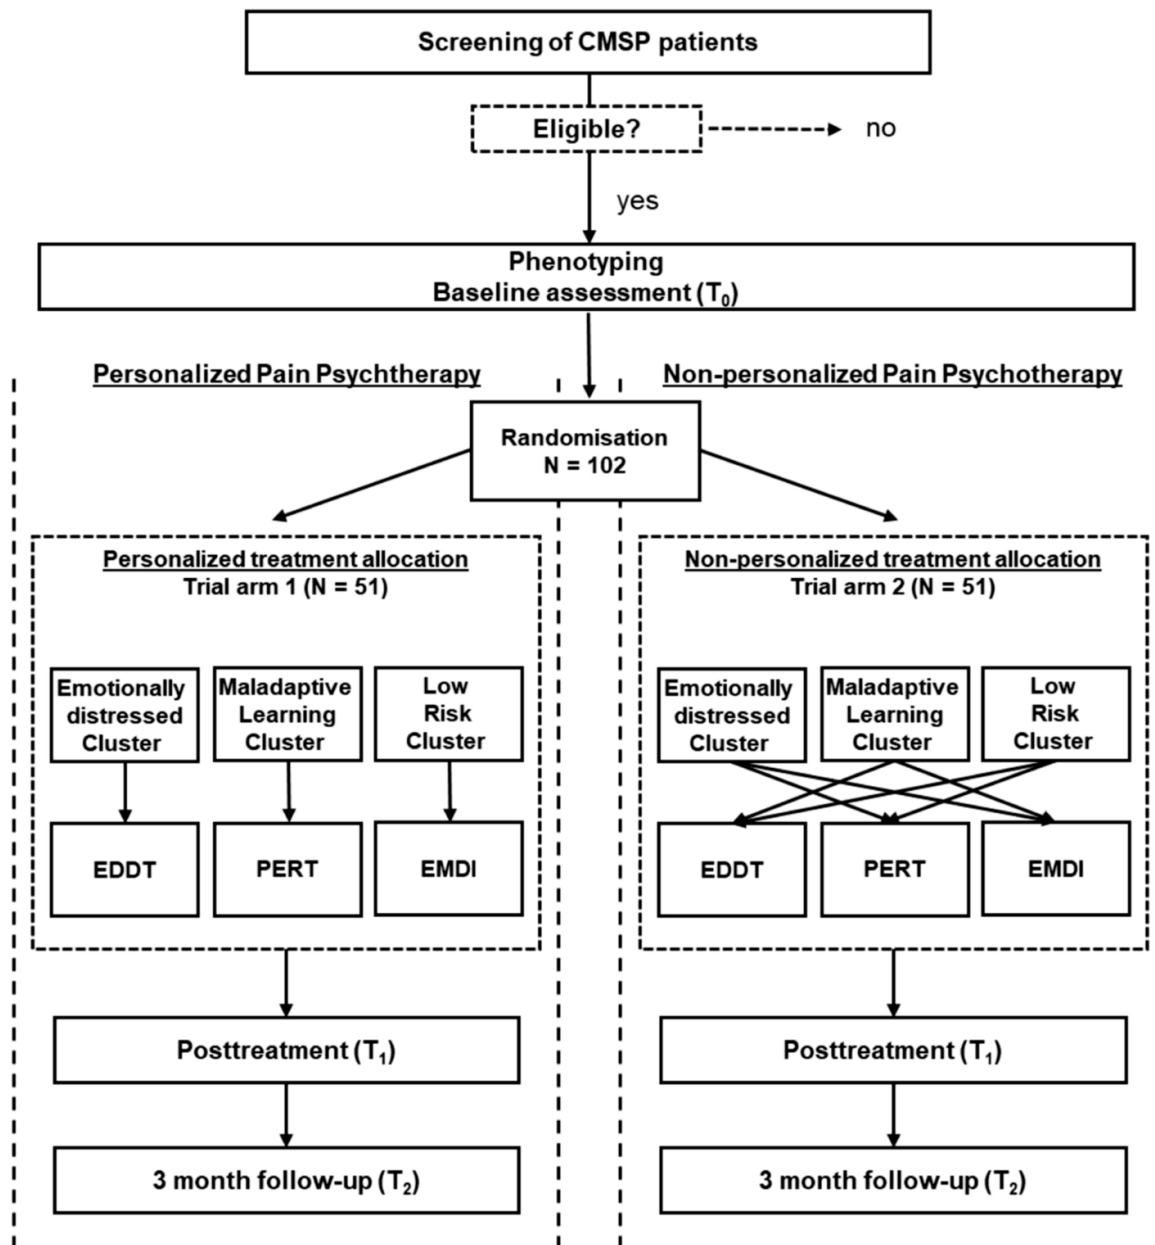 Screening of CMSP patients
Eligible?
no
yes
Phenotyping
Baseline assessment (T₀)
Personalized Pain Psychtherapy
Non-personalized Pain Psychotherapy
Randomisation
N = 102
Personalized treatment allocation
Trial arm 1 (N = 51)
Emotionally
distressed
Cluster
Maladaptive
Learning
Cluster
Low
Risk
Cluster
EDDT
PERT
EMDI
Posttreatment (T₁)
3 month follow-up (T₂)
Non-personalized treatment allocation
Trial arm 2 (N = 51)
Emotionally
distressed
Cluster
Maladaptive
Learning
Cluster
Low
Risk
Cluster
EDDT
PERT
EMDI
Posttreatment (T₁)
3 month follow-up (T₂)